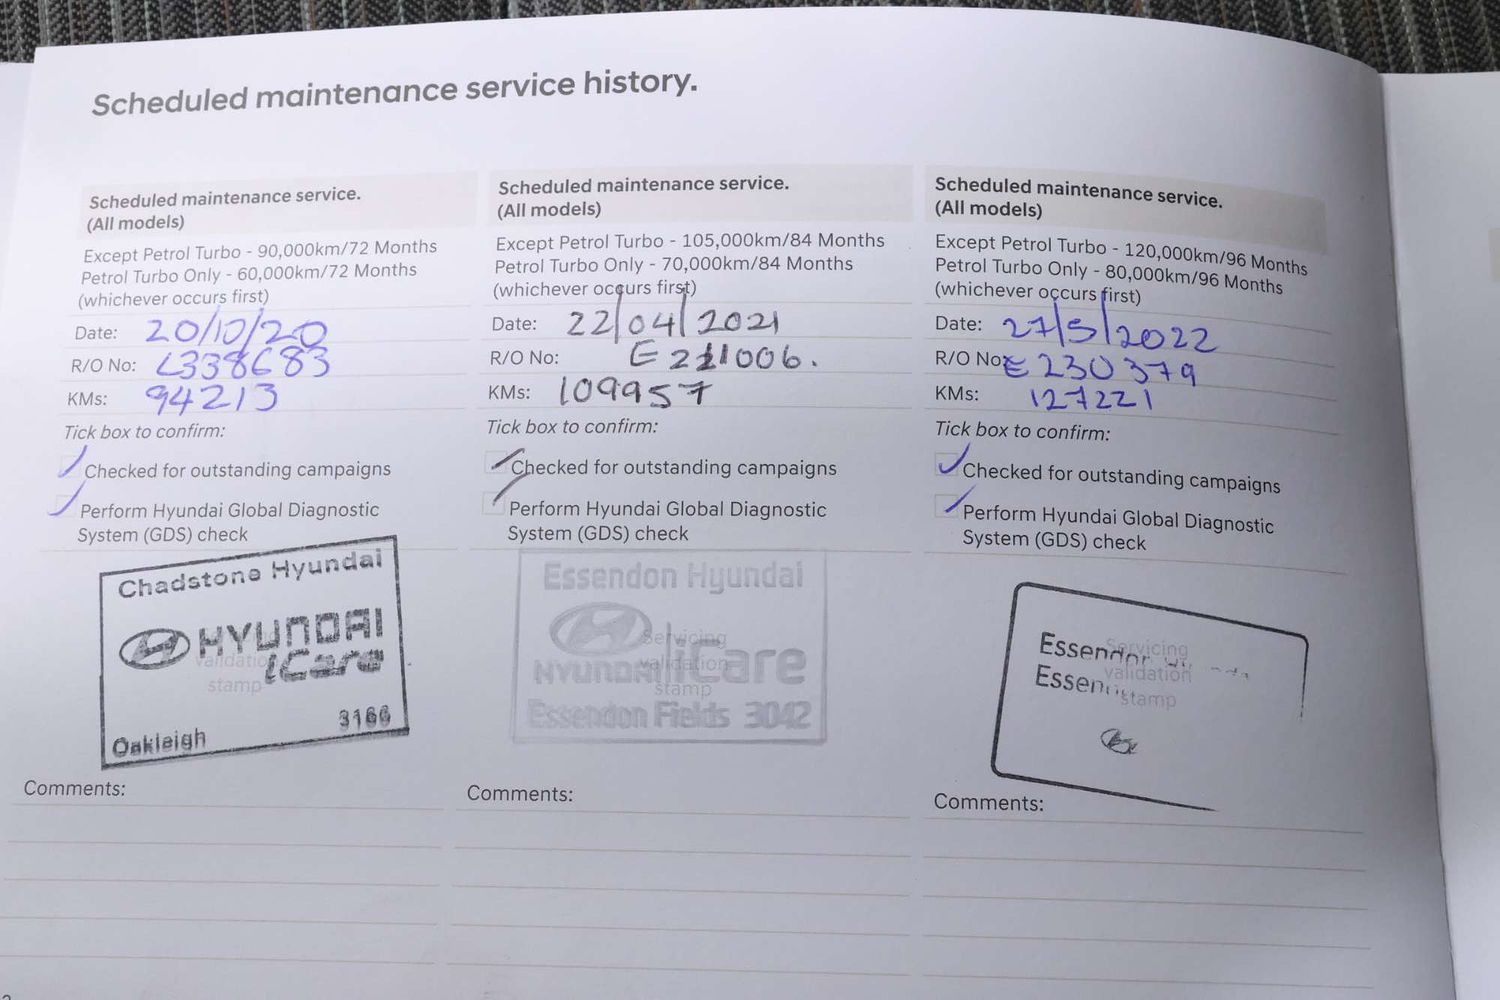 Scheduled maintenance service history.
Scheduled maintenance service.
(All models)
Except Petrol Turbo - 90,000km/72 Months
Petrol Turbo Only - 60,000km/72 Months
(whichever occurs first)
Date: 20/10/20
R/O No: L338683
KMs: 94213
Tick box to confirm:
Checked for outstanding campaigns
Perform Hyundai Global Diagnostic
System (GDS) check
Chadstone Hyundai
HYUNDAI
iCare
validation
stamp
Oakleigh 3166
Comments:
Scheduled maintenance service.
(All models)
Except Petrol Turbo - 105,000km/84 Months
Petrol Turbo Only - 70,000km/84 Months
(whichever occurs first)
Date: 22/04/2021
R/O No: E211006.
KMs: 109957
Tick box to confirm:
Checked for outstanding campaigns
Perform Hyundai Global Diagnostic
System (GDS) check
Essendon Hyundai
Servicing
HYUNDAI iCare
validation
stamp
Essendon Fields 3042
Comments:
Scheduled maintenance service.
(All models)
Except Petrol Turbo - 120,000km/96 Months
Petrol Turbo Only - 80,000km/96 Months
(whichever occurs first)
Date: 27/5/2022
R/O No: E230379
KMs: 127221
Tick box to confirm:
Checked for outstanding campaigns
Perform Hyundai Global Diagnostic
System (GDS) check
Servicing
validation
stamp
Comments: